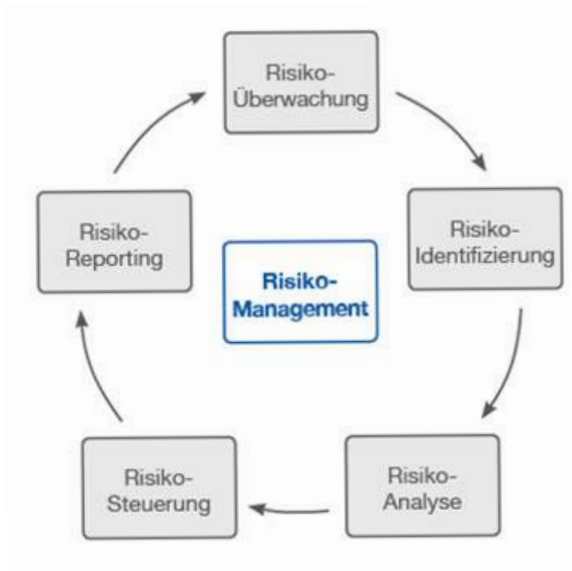 Risiko-
Überwachung
Risiko-
Identifizierung
Risiko-
Analyse
Risiko-
Steuerung
Risiko-
Reporting
Risiko-
Management